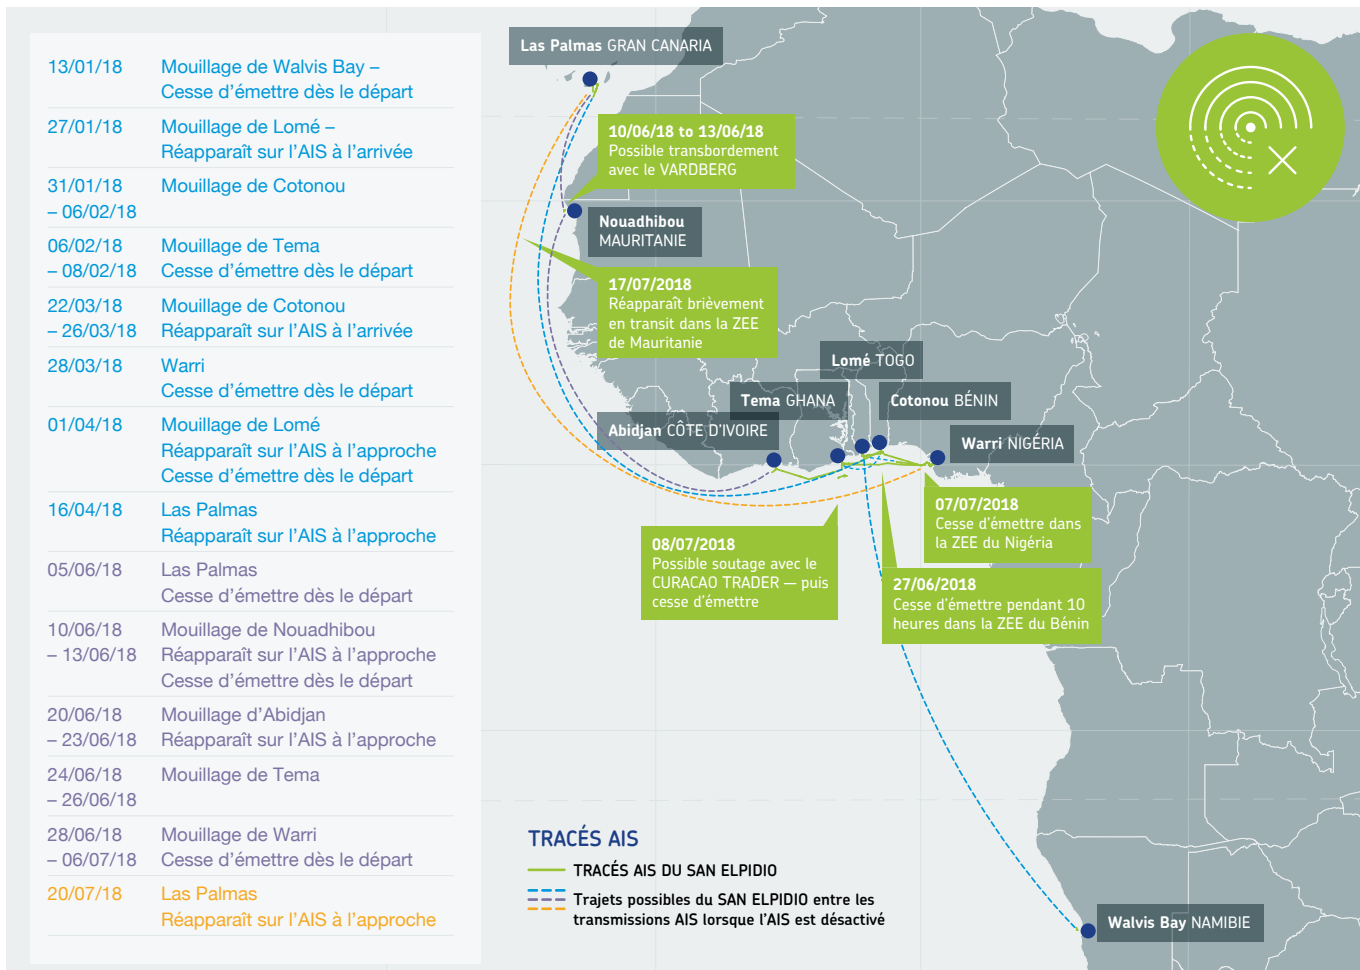 13/01/18 Mouillage de Walvis Bay –
Cesse d'émettre dès le départ
27/01/18 Mouillage de Lomé –
Réapparaît sur l'AIS à l'arrivée
31/01/18 Mouillage de Cotonou
– 06/02/18
06/02/18 Mouillage de Tema
– 08/02/18 Cesse d'émettre dès le départ
22/03/18 Mouillage de Cotonou
– 26/03/18 Réapparaît sur l'AIS à l'arrivée
28/03/18 Warri
Cesse d'émettre dès le départ
01/04/18 Mouillage de Lomé
Réapparaît sur l'AIS à l'approche
Cesse d'émettre dès le départ
16/04/18 Las Palmas
Réapparaît sur l'AIS à l'approche
05/06/18 Las Palmas
Cesse d'émettre dès le départ
10/06/18 Mouillage de Nouadhibou
– 13/06/18 Réapparaît sur l'AIS à l'approche
Cesse d'émettre dès le départ
20/06/18 Mouillage d'Abidjan
– 23/06/18 Réapparaît sur l'AIS à l'approche
24/06/18 Mouillage de Tema
– 26/06/18
28/06/18 Mouillage de Warri
– 06/07/18 Cesse d'émettre dès le départ
20/07/18 Las Palmas
Réapparaît sur l'AIS à l'approche
Las Palmas GRAN CANARIA
10/06/18 to 13/06/18
Possible transbordement
avec le VARDBERG
Nouadhibou
MAURITANIE
17/07/2018
Réapparaît brièvement
en transit dans la ZEE
de Mauritanie
Lomé TOGO
Tema GHANA
Cotonou BÉNIN
Abidjan CÔTE D'IVOIRE
Warri NIGÉRIA
07/07/2018
Cesse d'émettre dans
la ZEE du Nigéria
08/07/2018
Possible soutage avec le
CURACAO TRADER — puis
cesse d'émettre
27/06/2018
Cesse d'émettre pendant 10
heures dans la ZEE du Bénin
TRACÉS AIS
TRACÉS AIS DU SAN ELPIDIO
Trajets possibles du SAN ELPIDIO entre les
transmissions AIS lorsque l'AIS est désactivé
Walvis Bay NAMIBIE